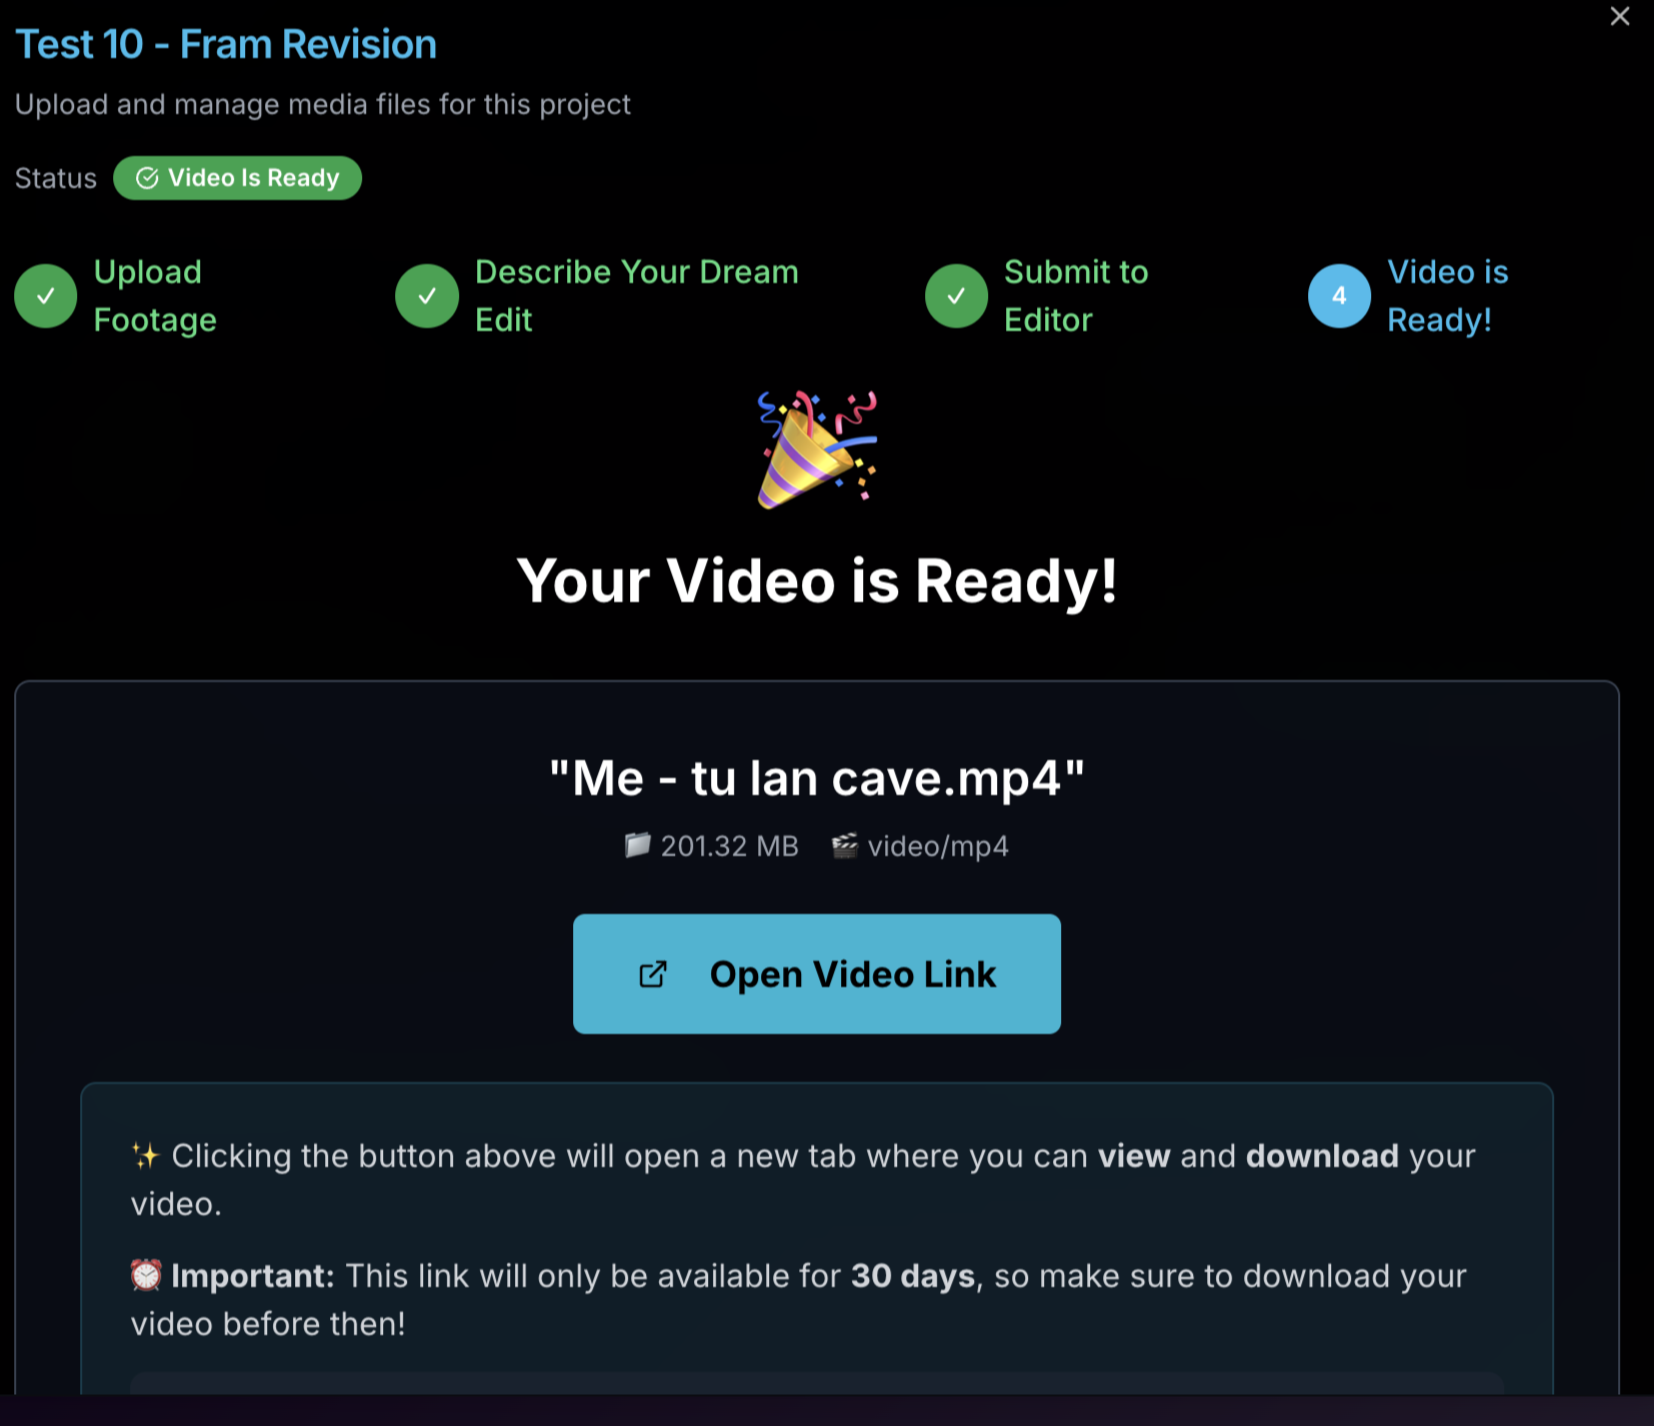 Test 10 - Fram Revision
Upload and manage media files for this project
Status Video Is Ready
Upload
Footage
Describe Your Dream
Edit
Submit to
Editor
4 Video is
Ready!
Your Video is Ready!
"Me - tu lan cave.mp4"
201.32 MB video/mp4
Open Video Link
✨ Clicking the button above will open a new tab where you can view and download your
video.
⏰ Important: This link will only be available for 30 days, so make sure to download your
video before then!